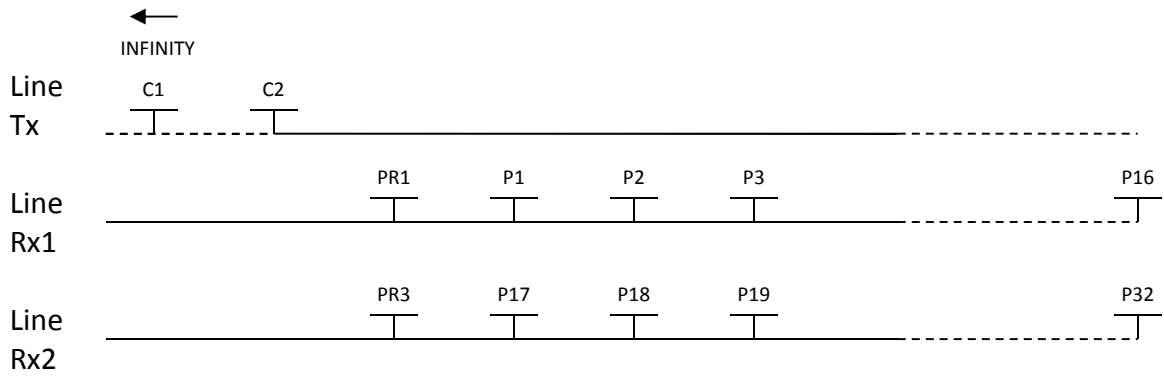 INFINITY
Line
Tx
C1 C2
Line
Rx1
PR1 P1 P2 P3 P16
Line
Rx2
PR3 P17 P18 P19 P32